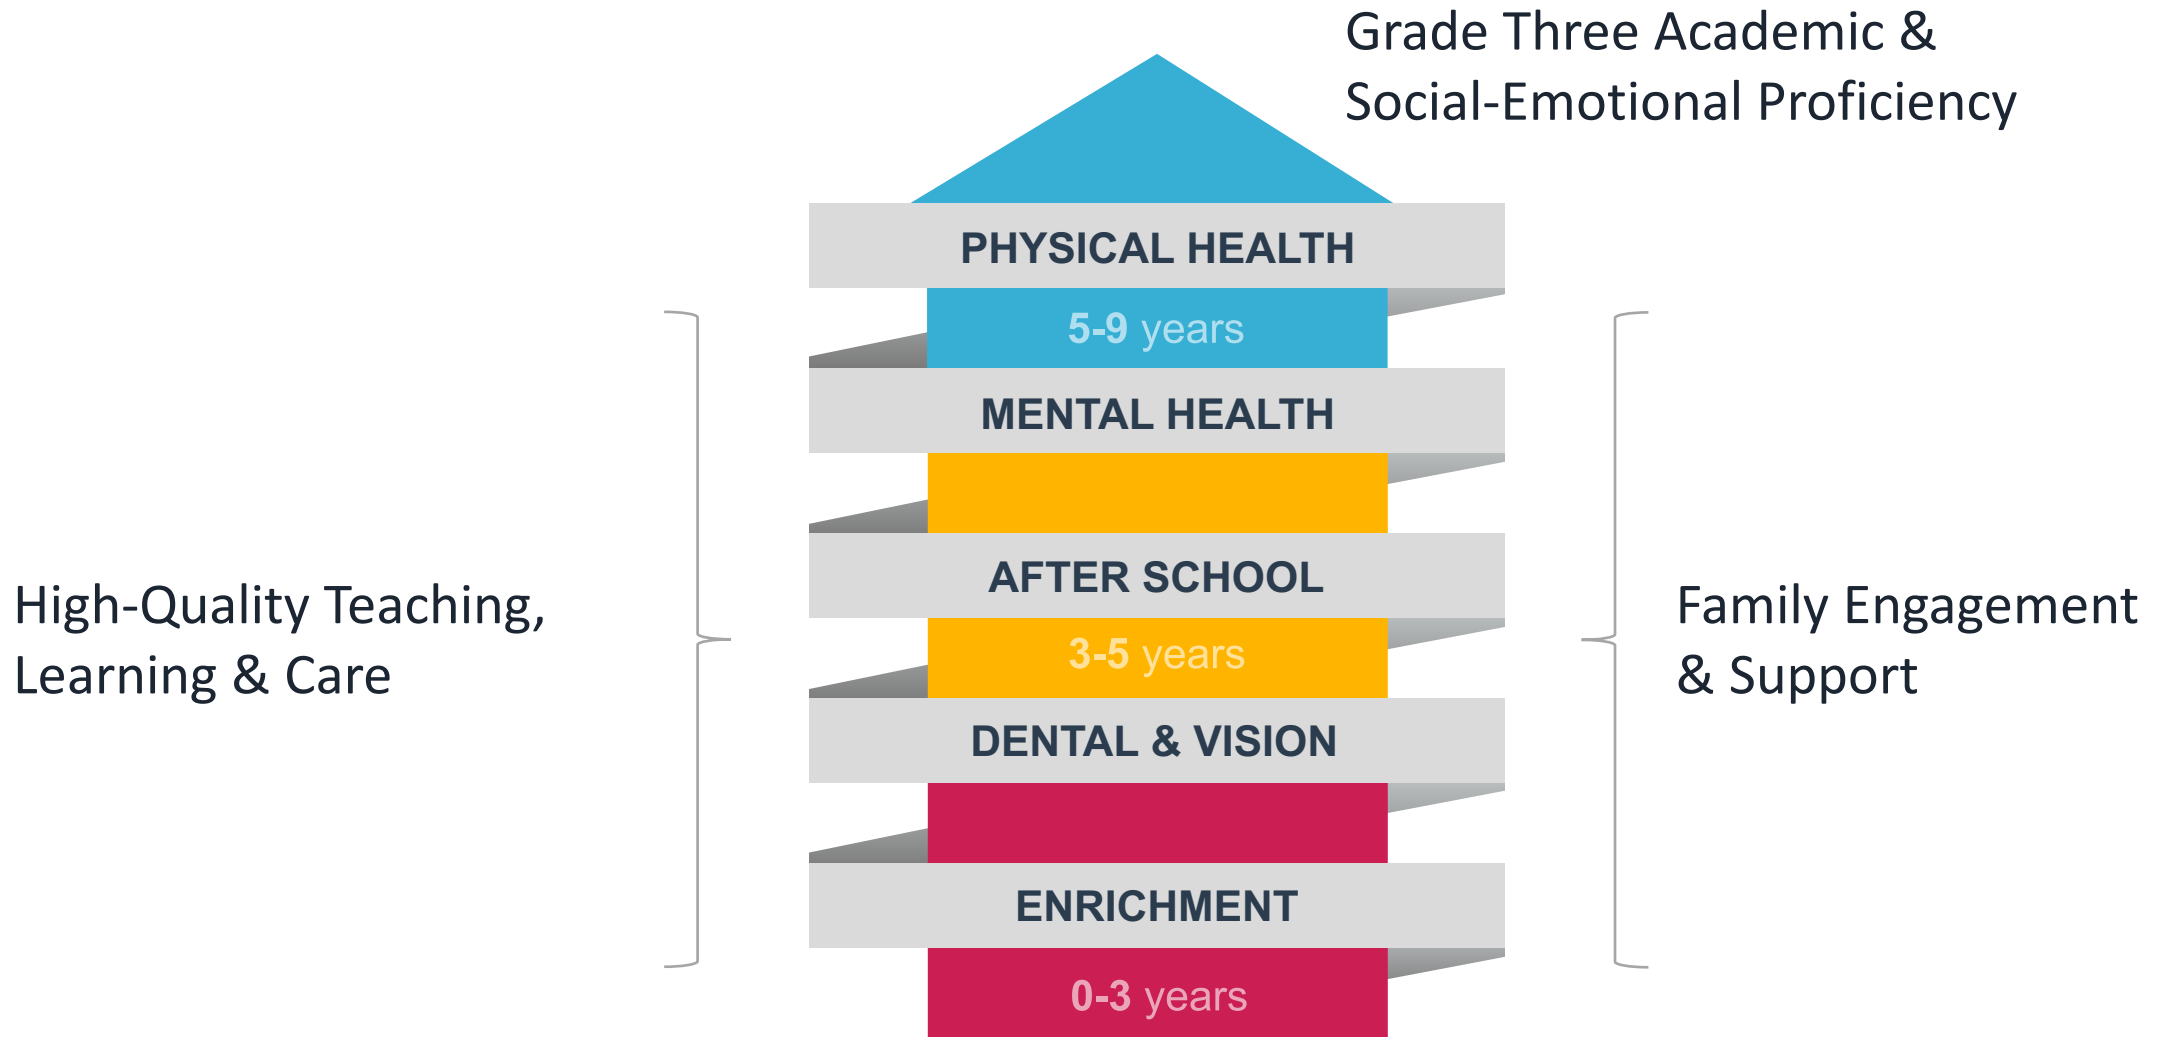 Grade Three Academic &
Social-Emotional Proficiency
PHYSICAL HEALTH
5-9 years
MENTAL HEALTH
AFTER SCHOOL
3-5 years
DENTAL & VISION
ENRICHMENT
0-3 years
High-Quality Teaching,
Learning & Care
Family Engagement
& Support